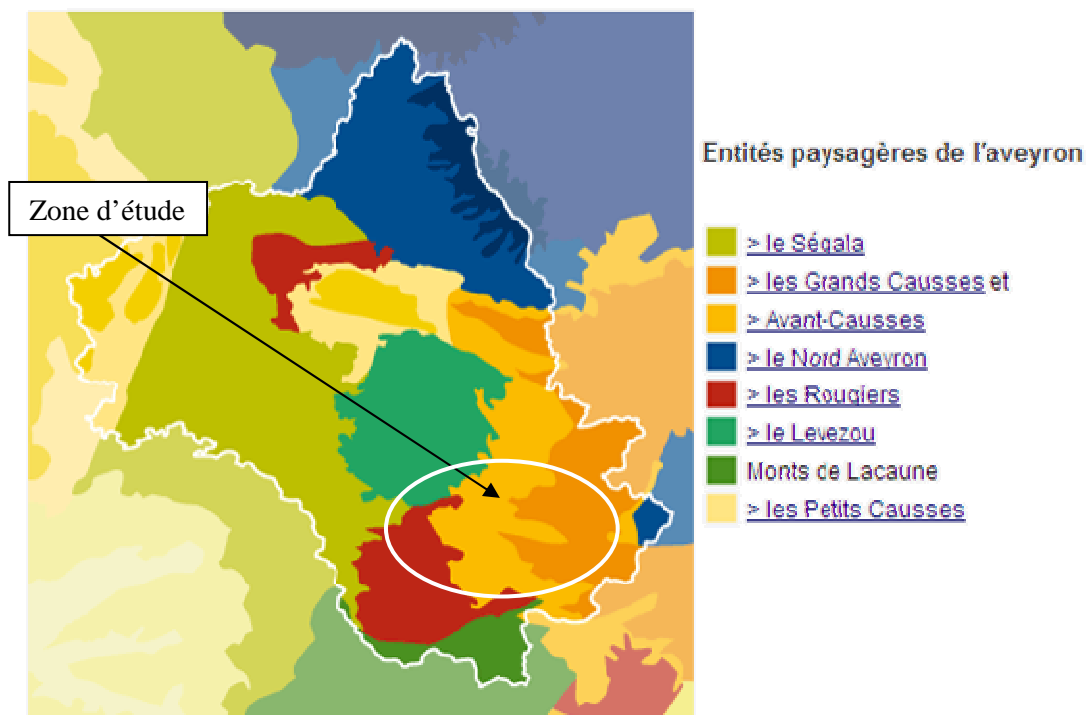 Zone d'étude
Entités paysagères de l'aveyron
> le Ségala
> les Grands Causses et
> Avant-Causses
> le Nord Aveyron
> les Rougiers
> le Levezou
Monts de Lacaune
> les Petits Causses